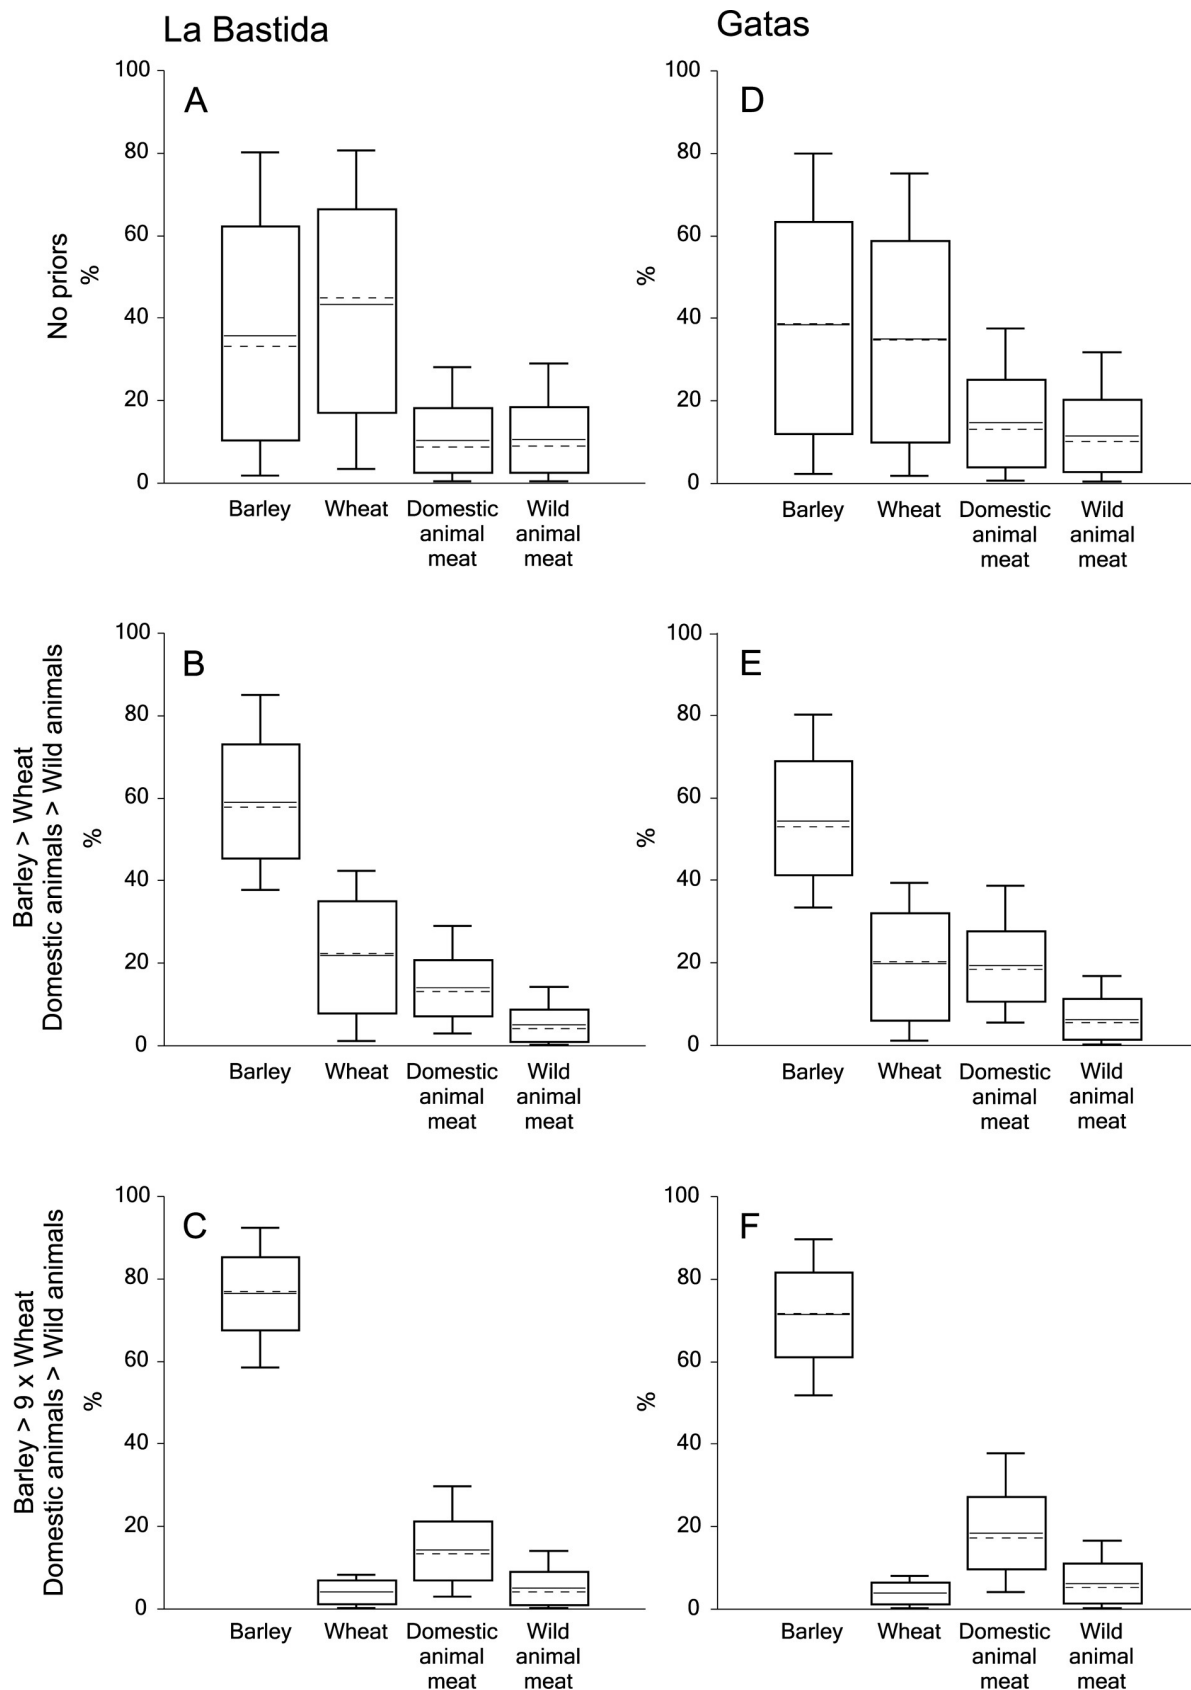 La Bastida
Gatas
No priors
%
100
80
60
40
20
0
A
Barley
Wheat
Domestic
animal
meat
Wild
animal
meat
%
100
80
60
40
20
0
D
Barley
Wheat
Domestic
animal
meat
Wild
animal
meat
Barley > Wheat
Domestic animals > Wild animals
%
100
80
60
40
20
0
B
Barley
Wheat
Domestic
animal
meat
Wild
animal
meat
%
100
80
60
40
20
0
E
Barley
Wheat
Domestic
animal
meat
Wild
animal
meat
Barley > 9 x Wheat
Domestic animals > Wild animals
%
100
80
60
40
20
0
C
Barley
Wheat
Domestic
animal
meat
Wild
animal
meat
%
100
80
60
40
20
0
F
Barley
Wheat
Domestic
animal
meat
Wild
animal
meat